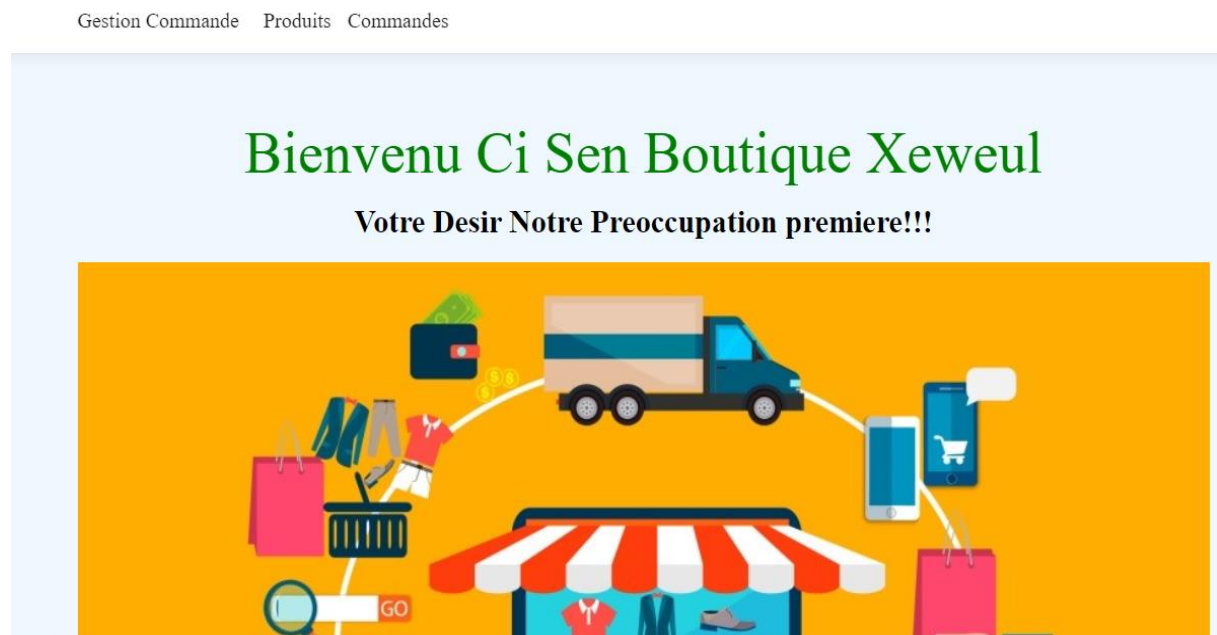 Gestion Commande Produits Commandes
Bienvenu Ci Sen Boutique Xeweul
Votre Desir Notre Preoccupation premiere!!!
GO